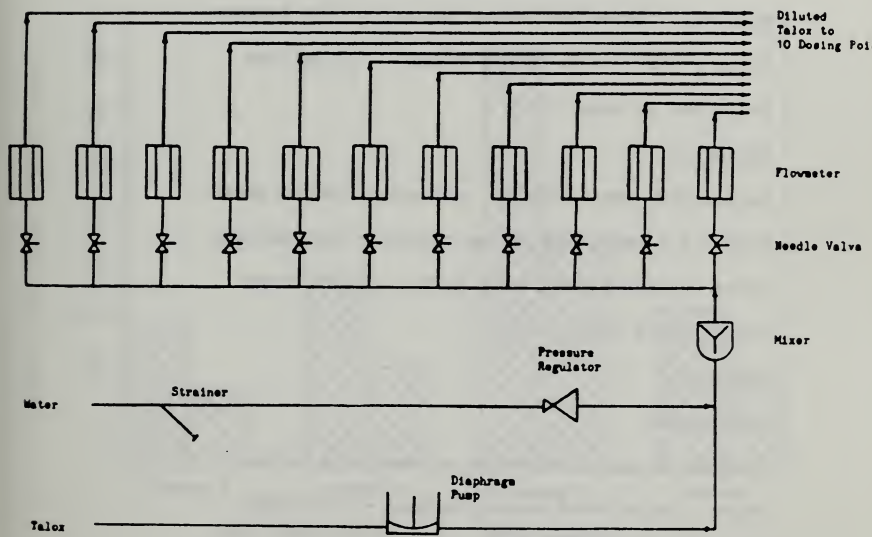 Diluted
Talox to
10 Dosing Poi
Flowmeter
Needle Valve
Mixer
Pressure
Regulator
Strainer
Water
Diaphragm
Pump
Talox